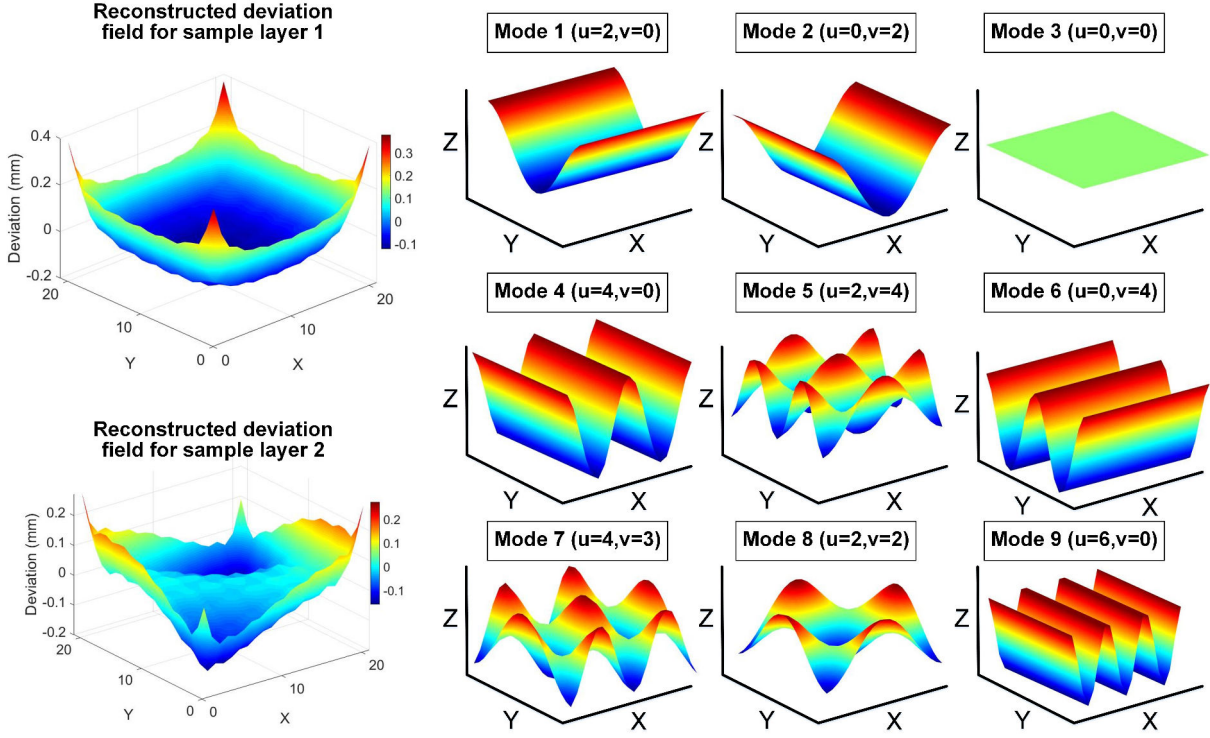 Reconstructed deviation
field for sample layer 1
Deviation (mm)
0.4
0.2
0
-0.2
20
10
0
Y
0
10
20
X
0.3
0.2
0.1
0
-0.1
Reconstructed deviation
field for sample layer 2
Deviation (mm)
0.2
0.1
0
-0.1
-0.2
20
10
0
Y
0
10
20
X
0.2
0.1
0
-0.1
Mode 1 (u=2,v=0)
Z
Y
X
Mode 2 (u=0,v=2)
Z
Y
X
Mode 3 (u=0,v=0)
Z
Y
X
Mode 4 (u=4,v=0)
Z
Y
X
Mode 5 (u=2,v=4)
Z
Y
X
Mode 6 (u=0,v=4)
Z
Y
X
Mode 7 (u=4,v=3)
Z
Y
X
Mode 8 (u=2,v=2)
Z
Y
X
Mode 9 (u=6,v=0)
Z
Y
X